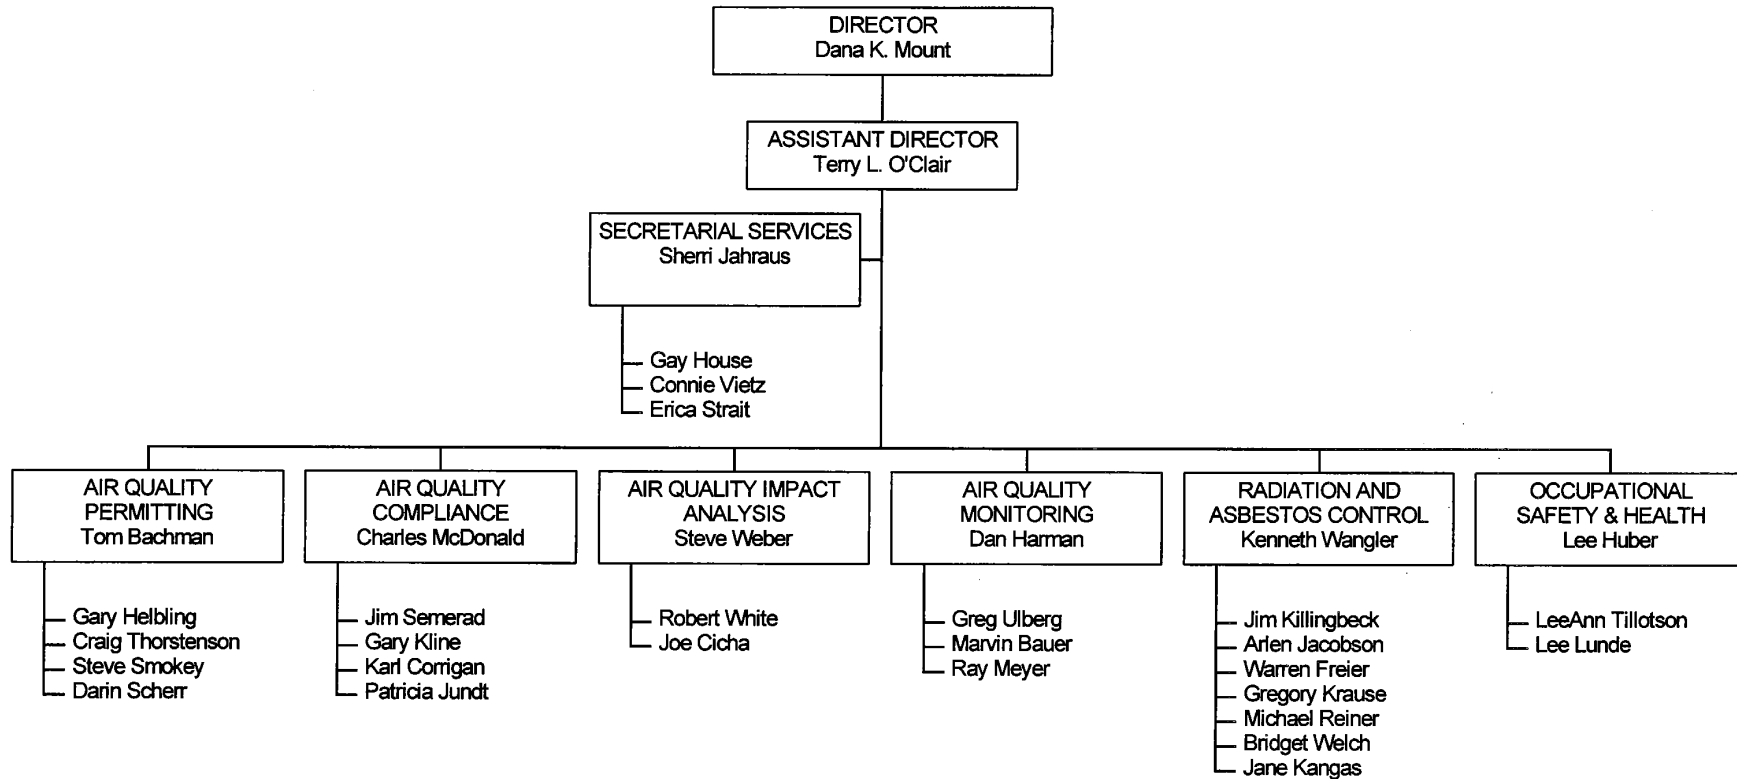 DIRECTOR
Dana K. Mount
ASSISTANT DIRECTOR
Terry L. O'Clair
SECRETARIAL SERVICES
Sherri Jahraus
Gay House
Connie Vietz
Erica Strait
AIR QUALITY
PERMITTING
Tom Bachman
Gary Helbling
Craig Thorstenson
Steve Smokey
Darin Scherr
AIR QUALITY
COMPLIANCE
Charles McDonald
Jim Semerad
Gary Kline
Karl Corrigan
Patricia Jundt
AIR QUALITY IMPACT
ANALYSIS
Steve Weber
Robert White
Joe Cicha
AIR QUALITY
MONITORING
Dan Harman
Greg Ulberg
Marvin Bauer
Ray Meyer
RADIATION AND
ASBESTOS CONTROL
Kenneth Wangler
Jim Killingbeck
Arlen Jacobson
Warren Freier
Gregory Krause
Michael Reiner
Bridget Welch
Jane Kangas
OCCUPATIONAL
SAFETY & HEALTH
Lee Huber
LeeAnn Tillotson
Lee Lunde